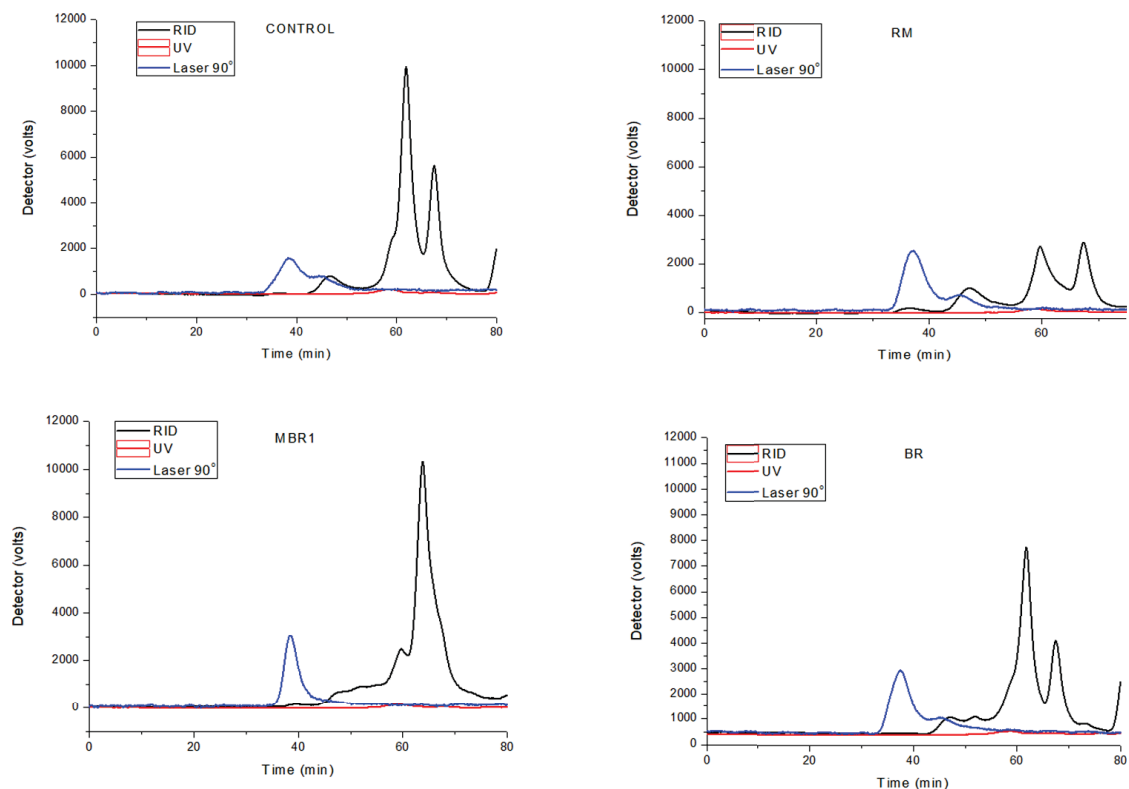 CONTROL
RID
UV
Laser 90°
12000
10000
8000
6000
4000
2000
0
Detector (volts)
0 20 40 60 80
Time (min)
RM
RID
UV
Laser 90°
12000
10000
8000
6000
4000
2000
0
Detector (volts)
0 20 40 60
Time (min)
MBR1
RID
UV
Laser 90°
12000
10000
8000
6000
4000
2000
0
Detector (volts)
0 20 40 60 80
Time (min)
BR
RID
UV
Laser 90°
12000
11000
10000
9000
8000
7000
6000
5000
4000
3000
2000
1000
0
Detector (volts)
0 20 40 60 80
Time (min)